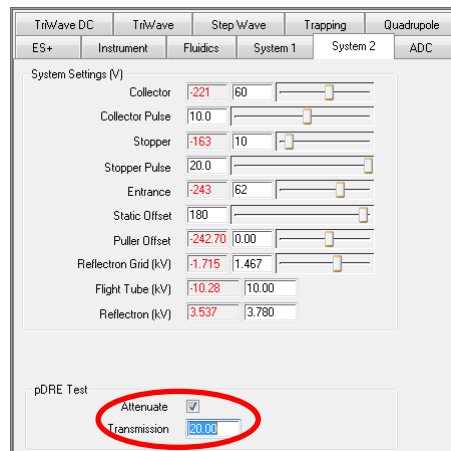 TriWave DC TriWave Step Wave Trapping Quadrupole
ES+ Instrument Fluidics System 1 System 2 ADC
System Settings (V)
Collector -221 60
Collector Pulse 10.0
Stopper -163 10
Stopper Pulse 20.0
Entrance -243 62
Static Offset 180
Puller Offset -242.70 0.00
Reflectron Grid (kV) -1.715 1.467
Flight Tube (kV) -10.28 10.00
Reflectron (kV) 3.537 3.780
pDRE Test
Attenuate
Transmission 20.00